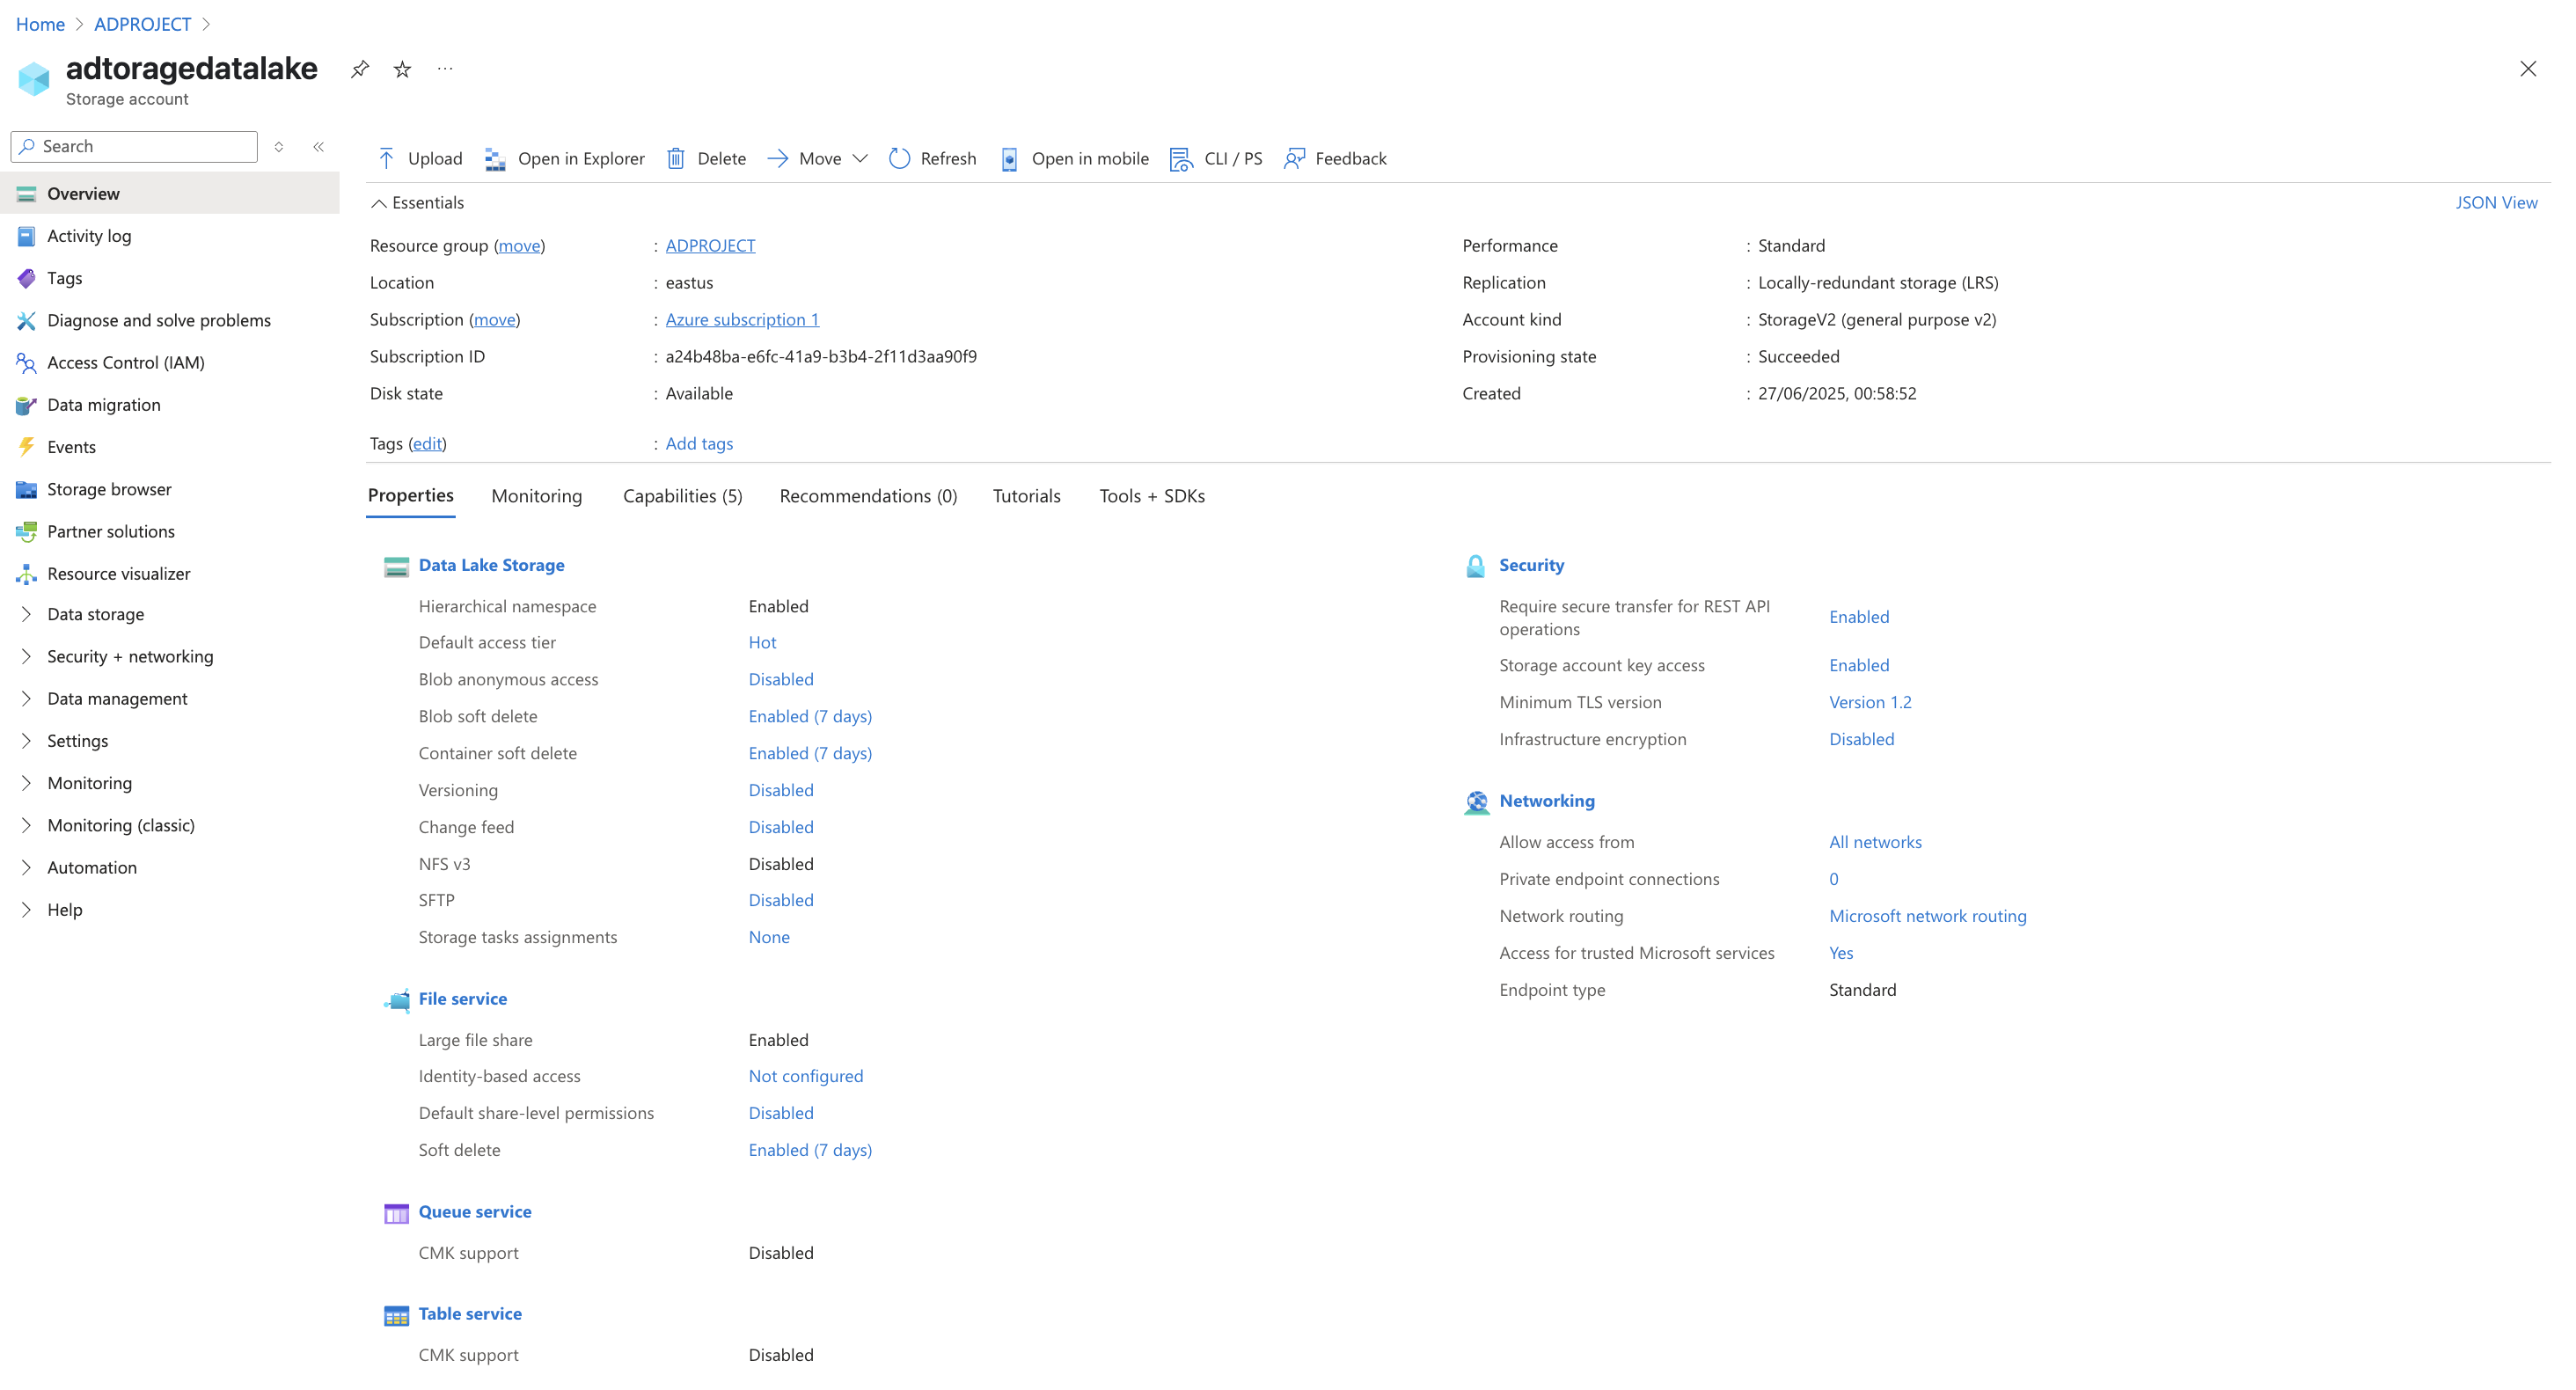 Home > ADPROJECT >
adtoragedatalake
Storage account
Search
Overview
Activity log
Tags
Diagnose and solve problems
Access Control (IAM)
Data migration
Events
Storage browser
Partner solutions
Resource visualizer
Data storage
Security + networking
Data management
Settings
Monitoring
Monitoring (classic)
Automation
Help
Upload Open in Explorer Delete Move Refresh Open in mobile CLI / PS Feedback
Essentials
JSON View
Resource group (move) : ADPROJECT
Location : eastus
Subscription (move) : Azure subscription 1
Subscription ID : a24b48ba-e6fc-41a9-b3b4-2f11d3aa90f9
Disk state : Available
Tags (edit) : Add tags
Performance : Standard
Replication : Locally-redundant storage (LRS)
Account kind : StorageV2 (general purpose v2)
Provisioning state : Succeeded
Created : 27/06/2025, 00:58:52
Properties Monitoring Capabilities (5) Recommendations (0) Tutorials Tools + SDKs
Data Lake Storage
Hierarchical namespace Enabled
Default access tier Hot
Blob anonymous access Disabled
Blob soft delete Enabled (7 days)
Container soft delete Enabled (7 days)
Versioning Disabled
Change feed Disabled
NFS v3 Disabled
SFTP Disabled
Storage tasks assignments None
File service
Large file share Enabled
Identity-based access Not configured
Default share-level permissions Disabled
Soft delete Enabled (7 days)
Queue service
CMK support Disabled
Table service
CMK support Disabled
Security
Require secure transfer for REST API
operations Enabled
Storage account key access Enabled
Minimum TLS version Version 1.2
Infrastructure encryption Disabled
Networking
Allow access from All networks
Private endpoint connections 0
Network routing Microsoft network routing
Access for trusted Microsoft services Yes
Endpoint type Standard